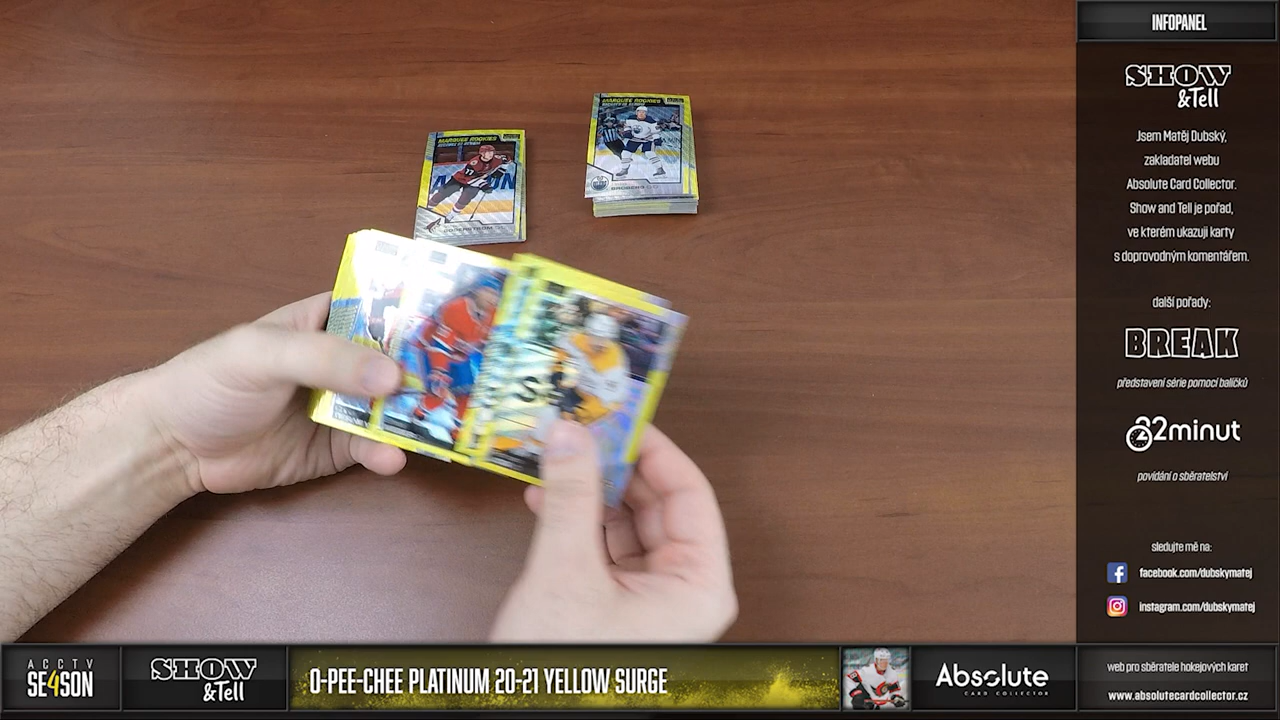 INFOPANEL
SHOW
&Tell
Jsem Matěj Dubský,
zakladatel webu
Absolute Card Collector.
Show and Tell je pořad,
ve kterém ukazuji karty
s doprovodným komentářem.
další pořady:
BREAK
představení série pomocí balíčků
22minut
povídání o sběratelství
sledujte mě na:
facebook.com/dubskymatej
instagram.com/dubskymatej
MARQUEE ROOKIES
MARQUEE ROOKIES
ACCTV
SE4SON
SHOW
&Tell
O-PEE-CHEE PLATINUM 20-21 YELLOW SURGE
Absolute
CARD COLLECTOR
web pro sběratele hokejových karet
www.absolutecardcollector.cz